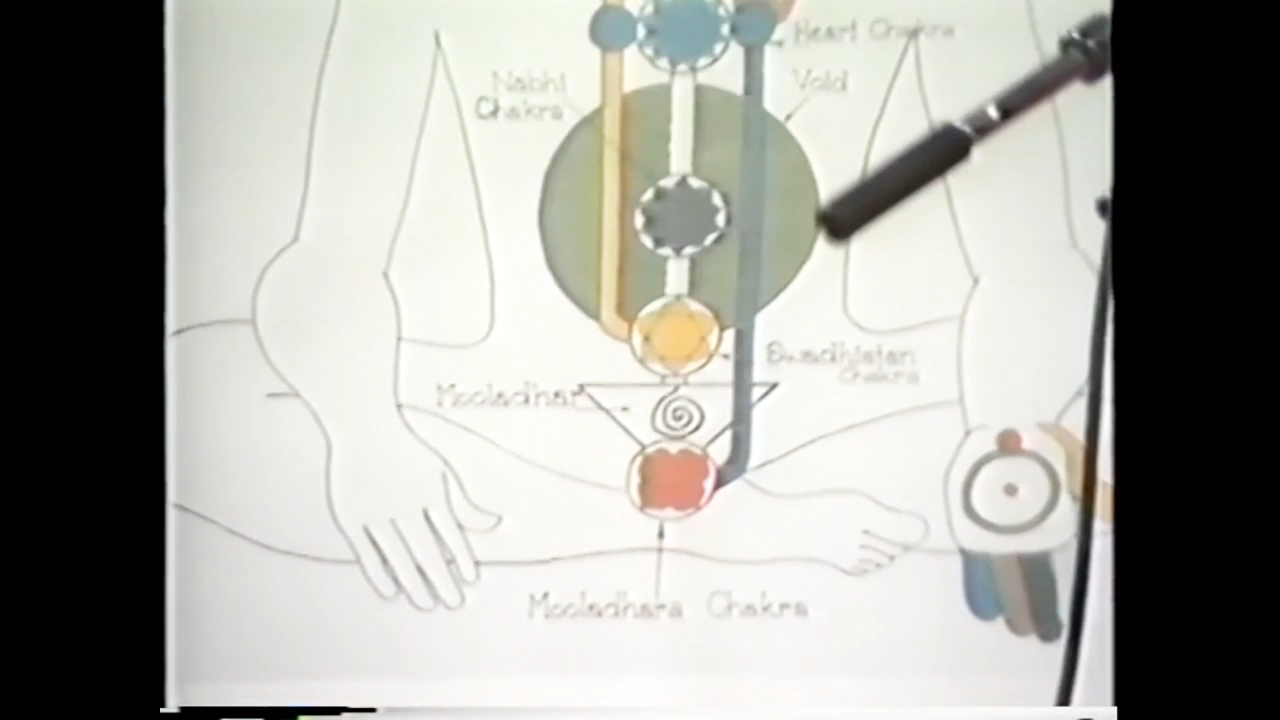 Heart Chakra
Nabhi
Chakra
Void
Swadhistan
Chakra
Mooladhar
Mooladhara Chakra